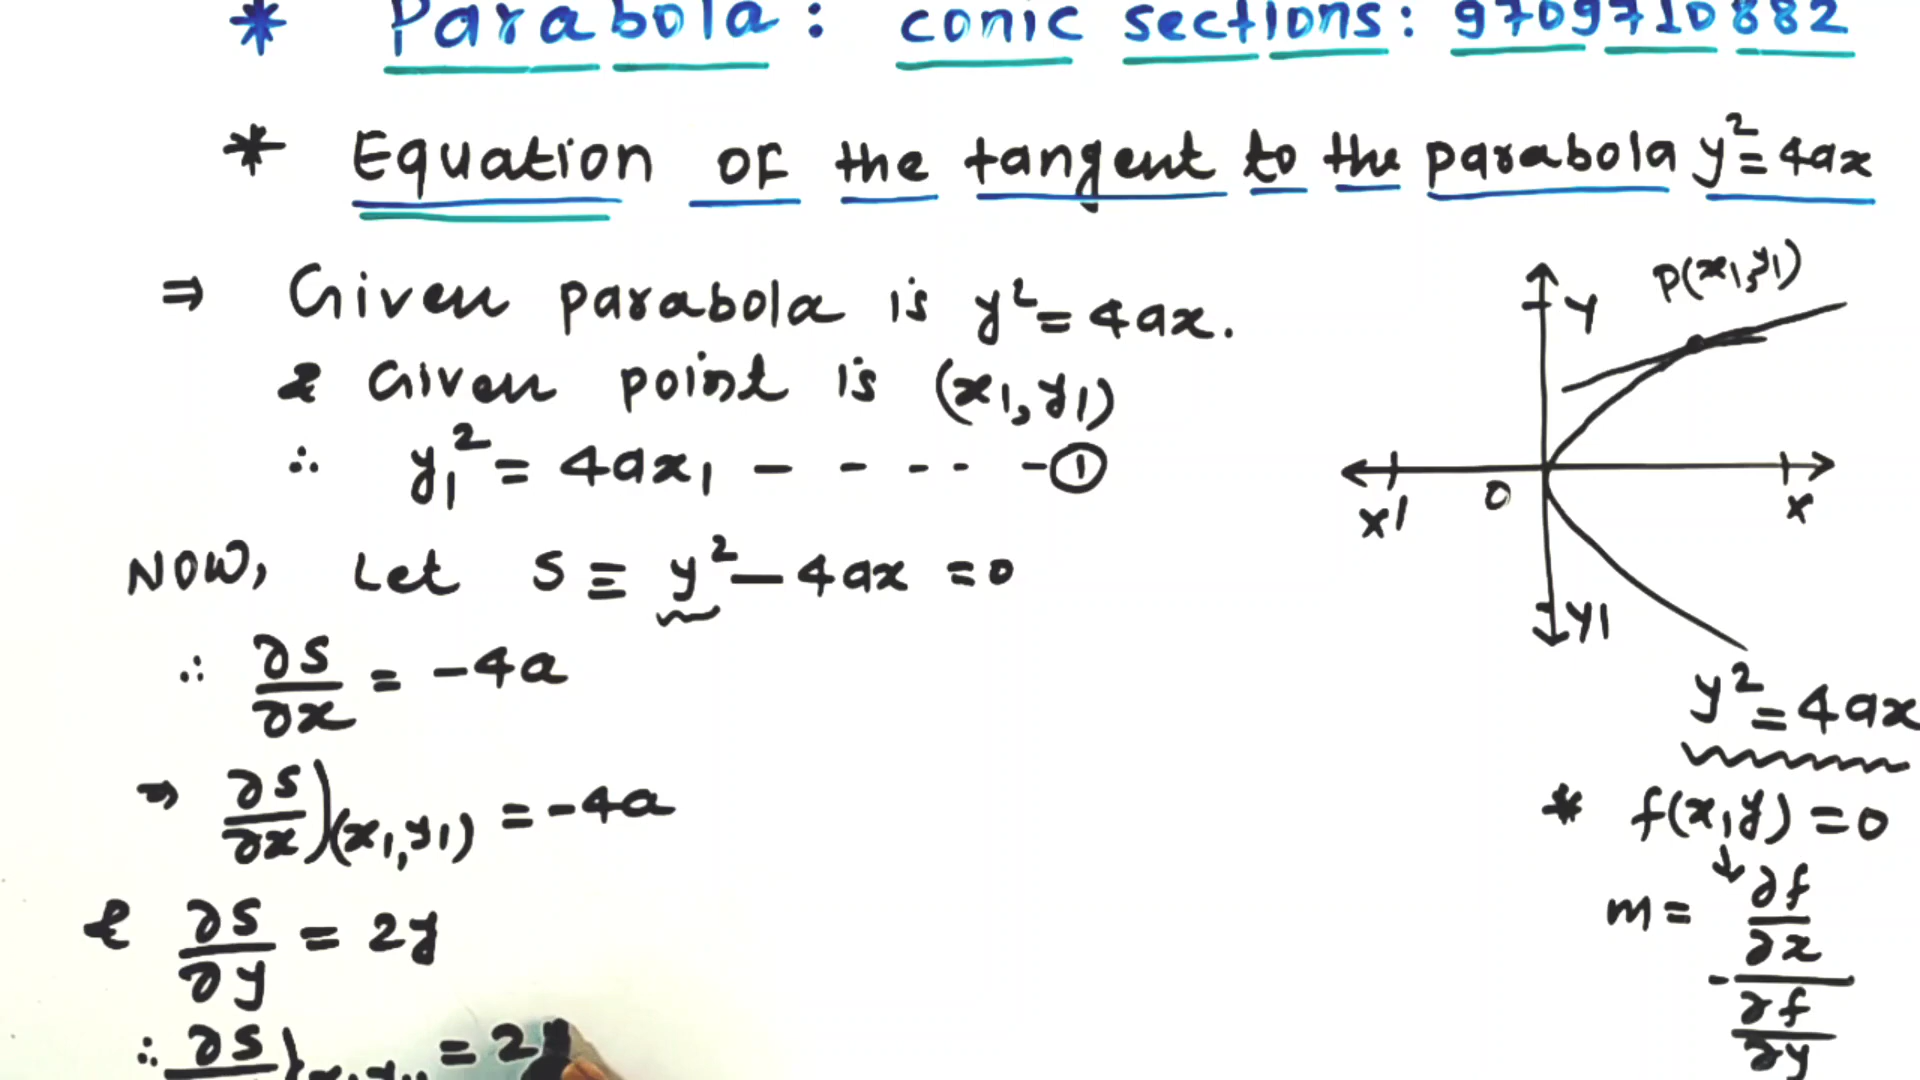 * Parabola: conic sections: 9709710882
* Equation OF the tangent to the parabola y²=4ax
⇒ Given parabola is y²=4ax.
& Given point is (x₁,y₁)
∴ y₁²=4ax₁ - - - - -①
NOW, Let S≡ y²-4ax =0
∴ ∂S/∂x = -4a
⇒ ∂S/∂x)(x₁,y₁) = -4a
& ∂S/∂y = 2y
∴ ∂S = 2
P(x₁,y₁)
Y
X'
O
X
Y1
y²=4ax
* f(x,y)=0
m= -∂f/∂x / ∂f/∂y